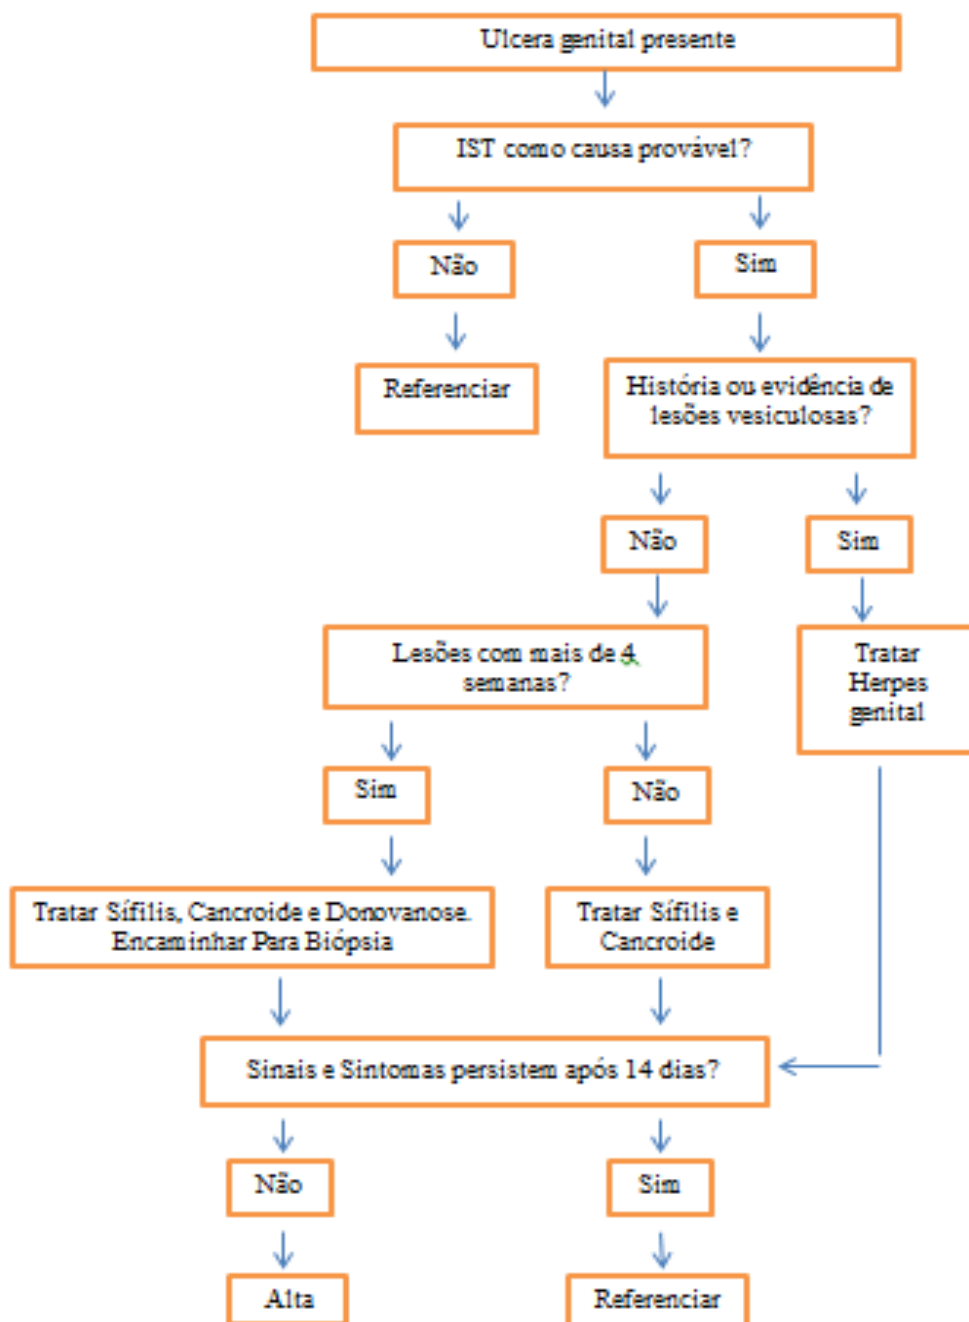 Ulcera genital presente
IST como causa provável?
Não
Sim
Referenciar
História ou evidência de
lesões vesiculosas?
Não
Sim
Lesões com mais de 4
semanas?
Tratar
Herpes
genital
Sim
Não
Tratar Sífilis, Cancroide e Donovanose.
Encaminhar Para Biópsia
Tratar Sífilis e
Cancroide
Sinais e Sintomas persistem após 14 dias?
Não
Sim
Alta
Referenciar